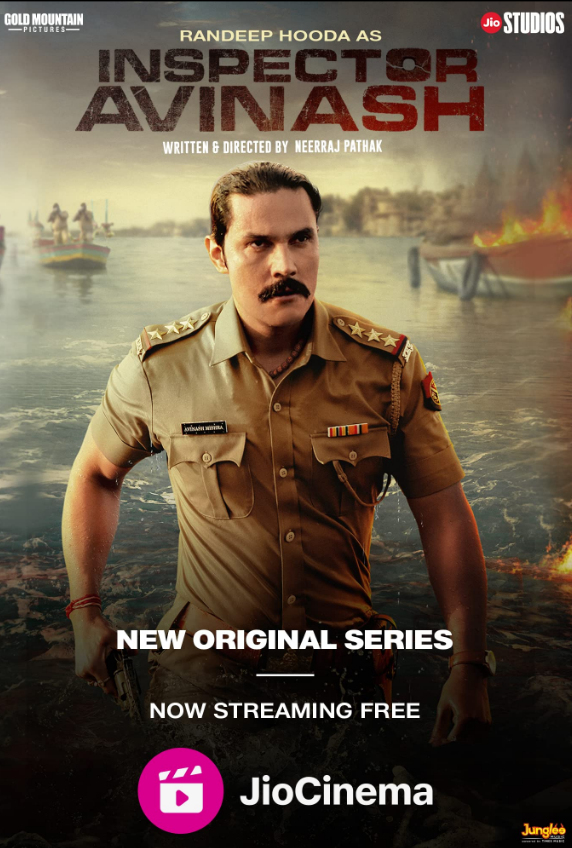 GOLD MOUNTAIN
PICTURES
Jio STUDIOS
RANDEEP HOODA AS
INSPECTOR
AVINASH
WRITTEN & DIRECTED BY NEERRAJ PATHAK
AVINASH MISHRA
NEW ORIGINAL SERIES
NOW STREAMING FREE
JioCinema
Junglee